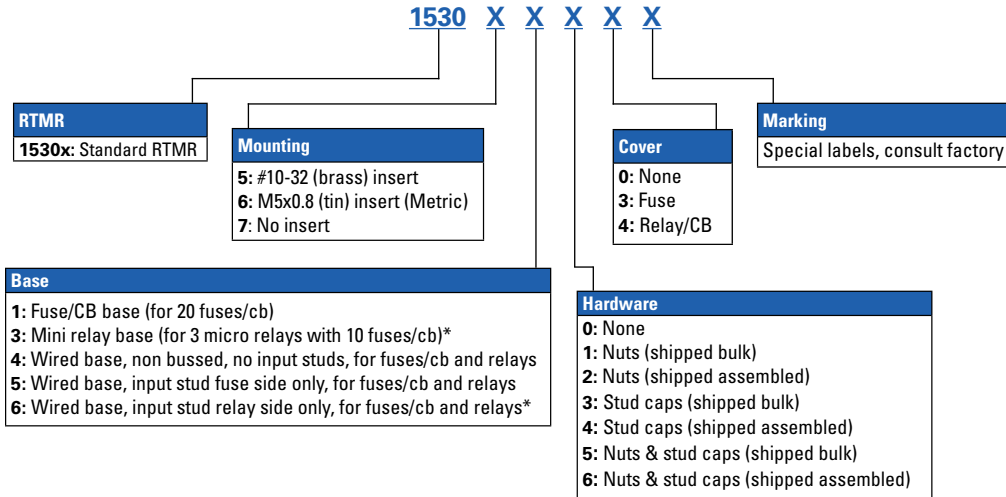 1530 X X X X X
RTMR
1530x: Standard RTMR
Mounting
5: #10-32 (brass) insert
6: M5x0.8 (tin) insert (Metric)
7: No insert
Cover
0: None
3: Fuse
4: Relay/CB
Marking
Special labels, consult factory
Base
1: Fuse/CB base (for 20 fuses/cb)
3: Mini relay base (for 3 micro relays with 10 fuses/cb)*
4: Wired base, non bussed, no input studs, for fuses/cb and relays
5: Wired base, input stud fuse side only, for fuses/cb and relays
6: Wired base, input stud relay side only, for fuses/cb and relays*
Hardware
0: None
1: Nuts (shipped bulk)
2: Nuts (shipped assembled)
3: Stud caps (shipped bulk)
4: Stud caps (shipped assembled)
5: Nuts & stud caps (shipped bulk)
6: Nuts & stud caps (shipped assembled)